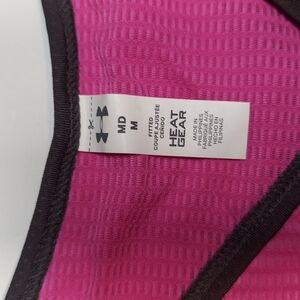 MD
M
FITTED
COUPE AJUSTÉE
CEÑIDO
HEAT
GEAR
MADE IN
PHILIPPINES
FABRIQUÉ AUX
PHILIPPINES
HECHO EN
FILIPINAS